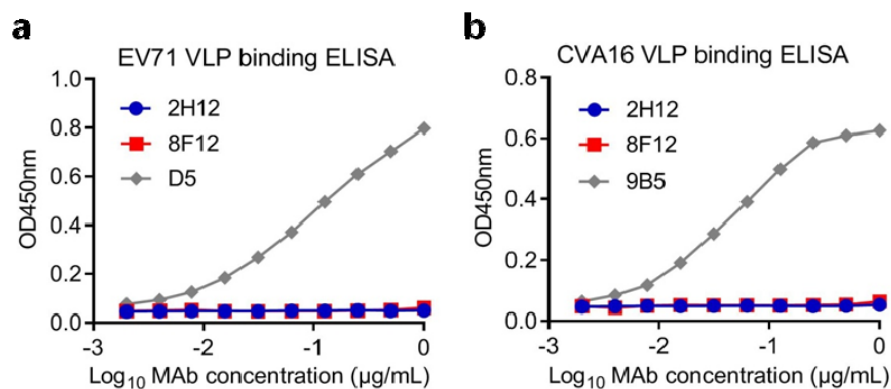 a
EV71 VLP binding ELISA
1.0
0.8
0.6
0.4
0.2
0.0
OD450nm
2H12
8F12
D5
-3
-2
-1
0
Log10 MAb concentration (µg/mL)
b
CVA16 VLP binding ELISA
0.8
0.6
0.4
0.2
0.0
OD450nm
2H12
8F12
9B5
-3
-2
-1
0
Log10 MAb concentration (µg/mL)